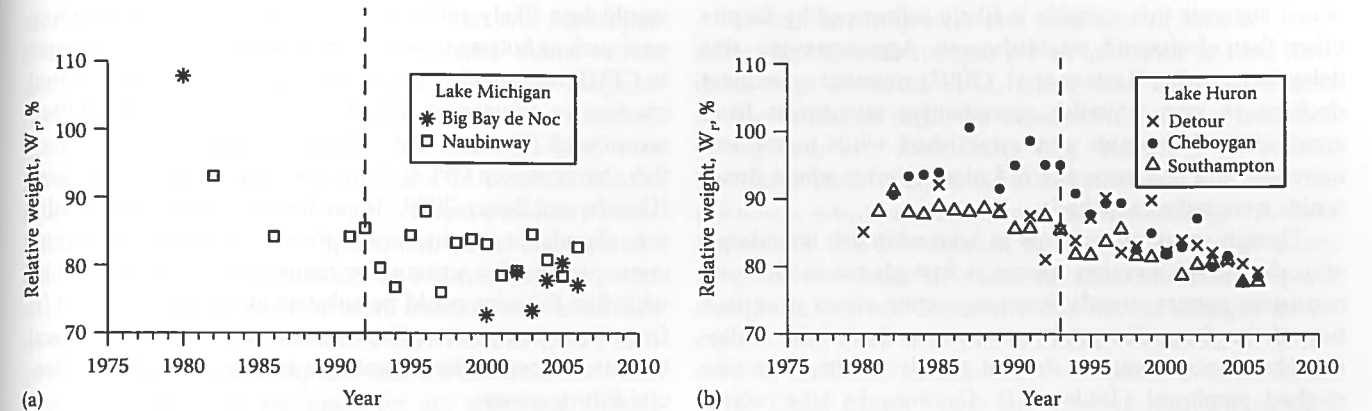 110
100
90
80
70
Relative weight, Wr, %
Lake Michigan
Big Bay de Noc
Naubinway
1975 1980 1985 1990 1995 2000 2005 2010
(a)
Year
110
100
90
80
70
Relative weight, Wr, %
Lake Huron
Detour
Cheboygan
Southampton
1975 1980 1985 1990 1995 2000 2005 2010
(b)
Year